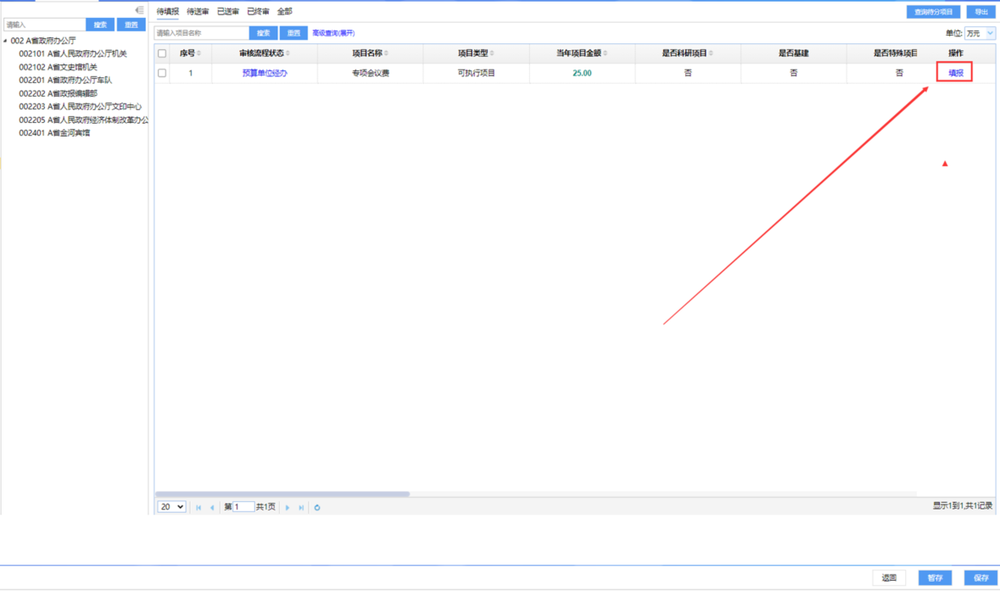 待填报 待送审 已送审 已终审 全部
查询待分项目 导出
请输入 搜索 重置
请输入项目名称 搜索 重置 高级查询(展开)
单位: 万元
002 A省政府办公厅
002101 A省人民政府办公厅机关
002102 A省文史馆机关
002201 A省政府办公厅车队
002202 A省政报编辑部
002203 A省人民政府办公厅文印中心
002205 A省人民政府经济体制改革办公
002401 A省金河宾馆
序号 审核流程状态 项目名称 项目类型 当年项目金额 是否科研项目 是否基建 是否特殊项目 操作
1 预算单位经办 专项会议费 可执行项目 25.00 否 否 否 填报
20 第 1 共1页
显示1到1,共1记录
返回 暂存 保存